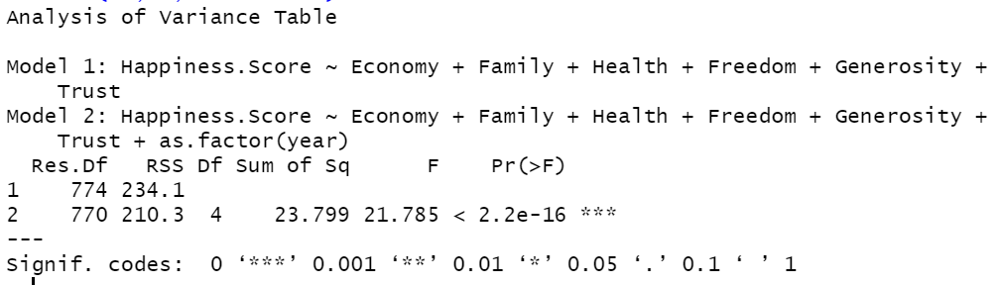 Analysis of Variance Table
Model 1: Happiness.Score ~ Economy + Family + Health + Freedom + Generosity +
    Trust
Model 2: Happiness.Score ~ Economy + Family + Health + Freedom + Generosity +
    Trust + as.factor(year)
  Res.Df   RSS Df Sum of Sq      F    Pr(>F)
1    774 234.1
2    770 210.3  4    23.799 21.785 < 2.2e-16 ***
---
Signif. codes:  0 ‘***’ 0.001 ‘**’ 0.01 ‘*’ 0.05 ‘.’ 0.1 ‘ ’ 1